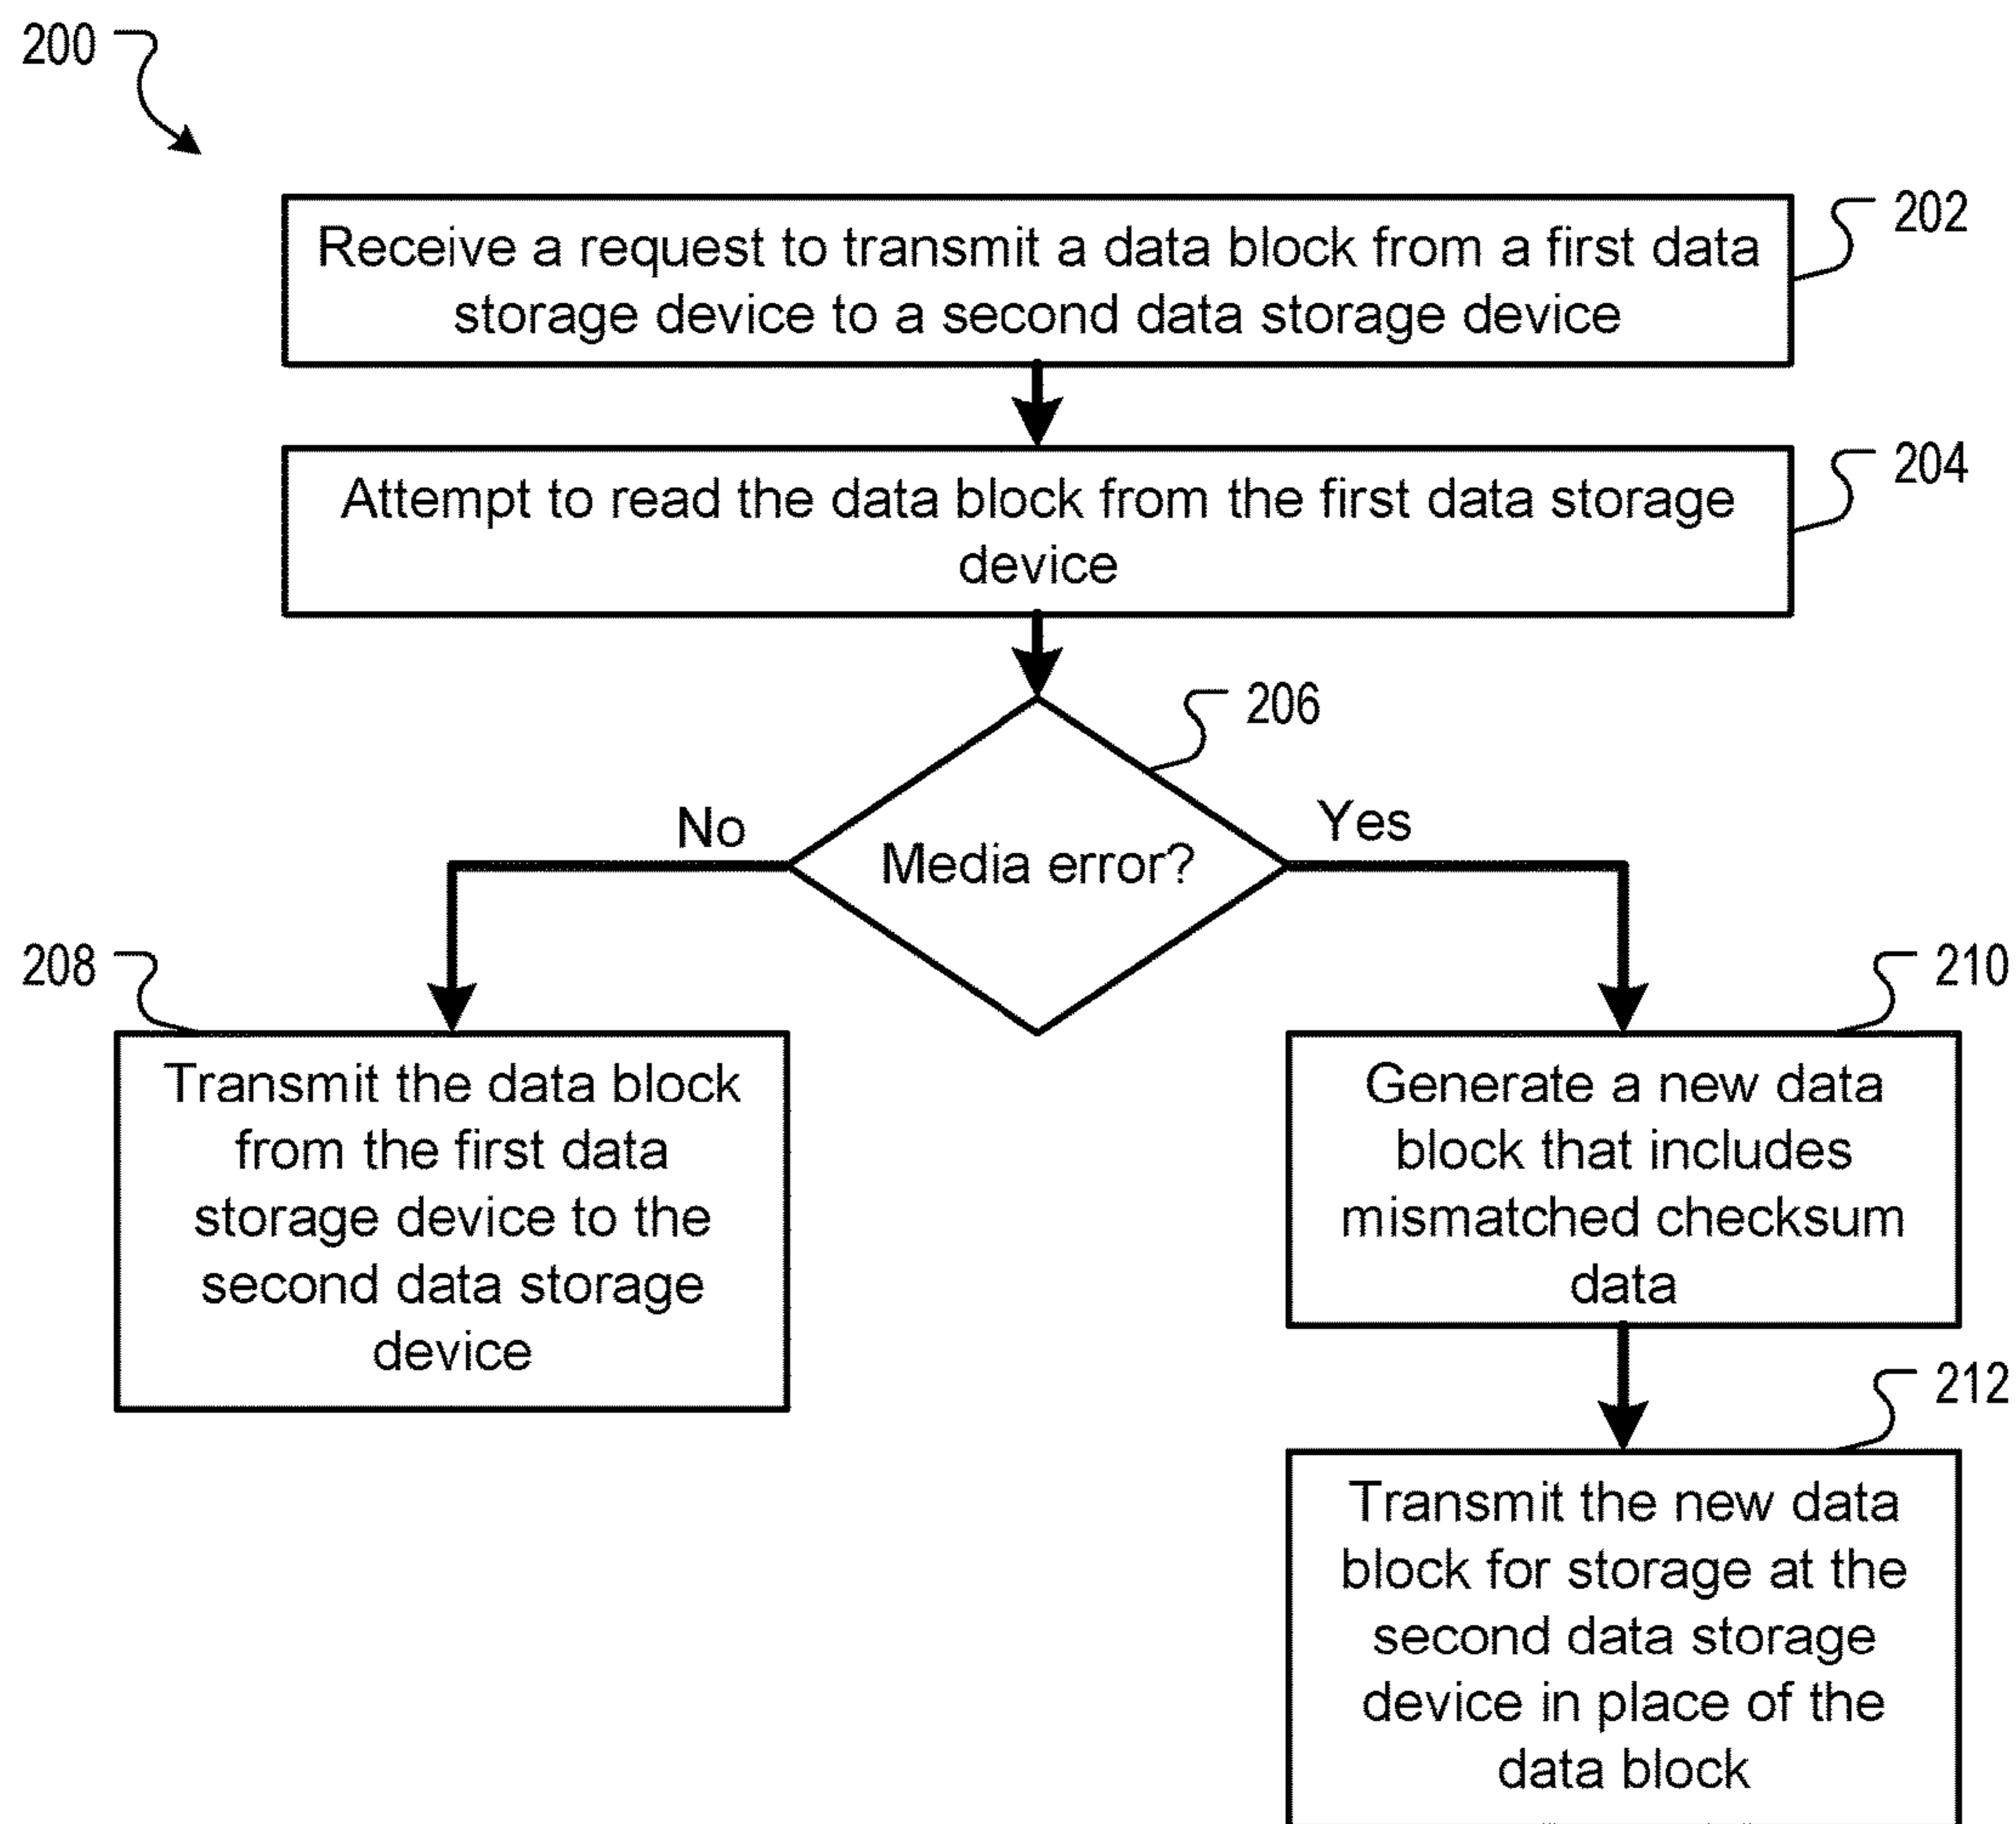 200
202
Receive a request to transmit a data block from a first data
storage device to a second data storage device
204
Attempt to read the data block from the first data storage
device
206
No
Yes
Media error?
208
210
Transmit the data block
from the first data
storage device to the
second data storage
device
Generate a new data
block that includes
mismatched checksum
data
212
Transmit the new data
block for storage at the
second data storage
device in place of the
data block